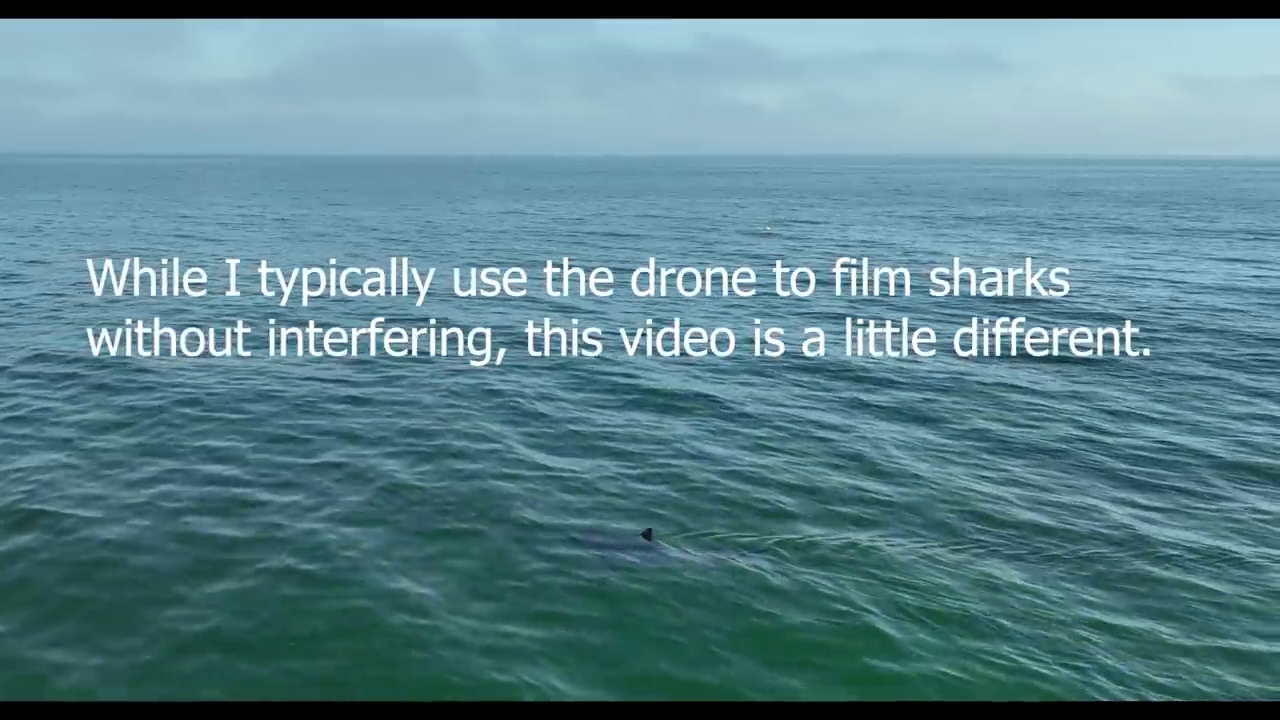 While I typically use the drone to film sharks
without interfering, this video is a little different.